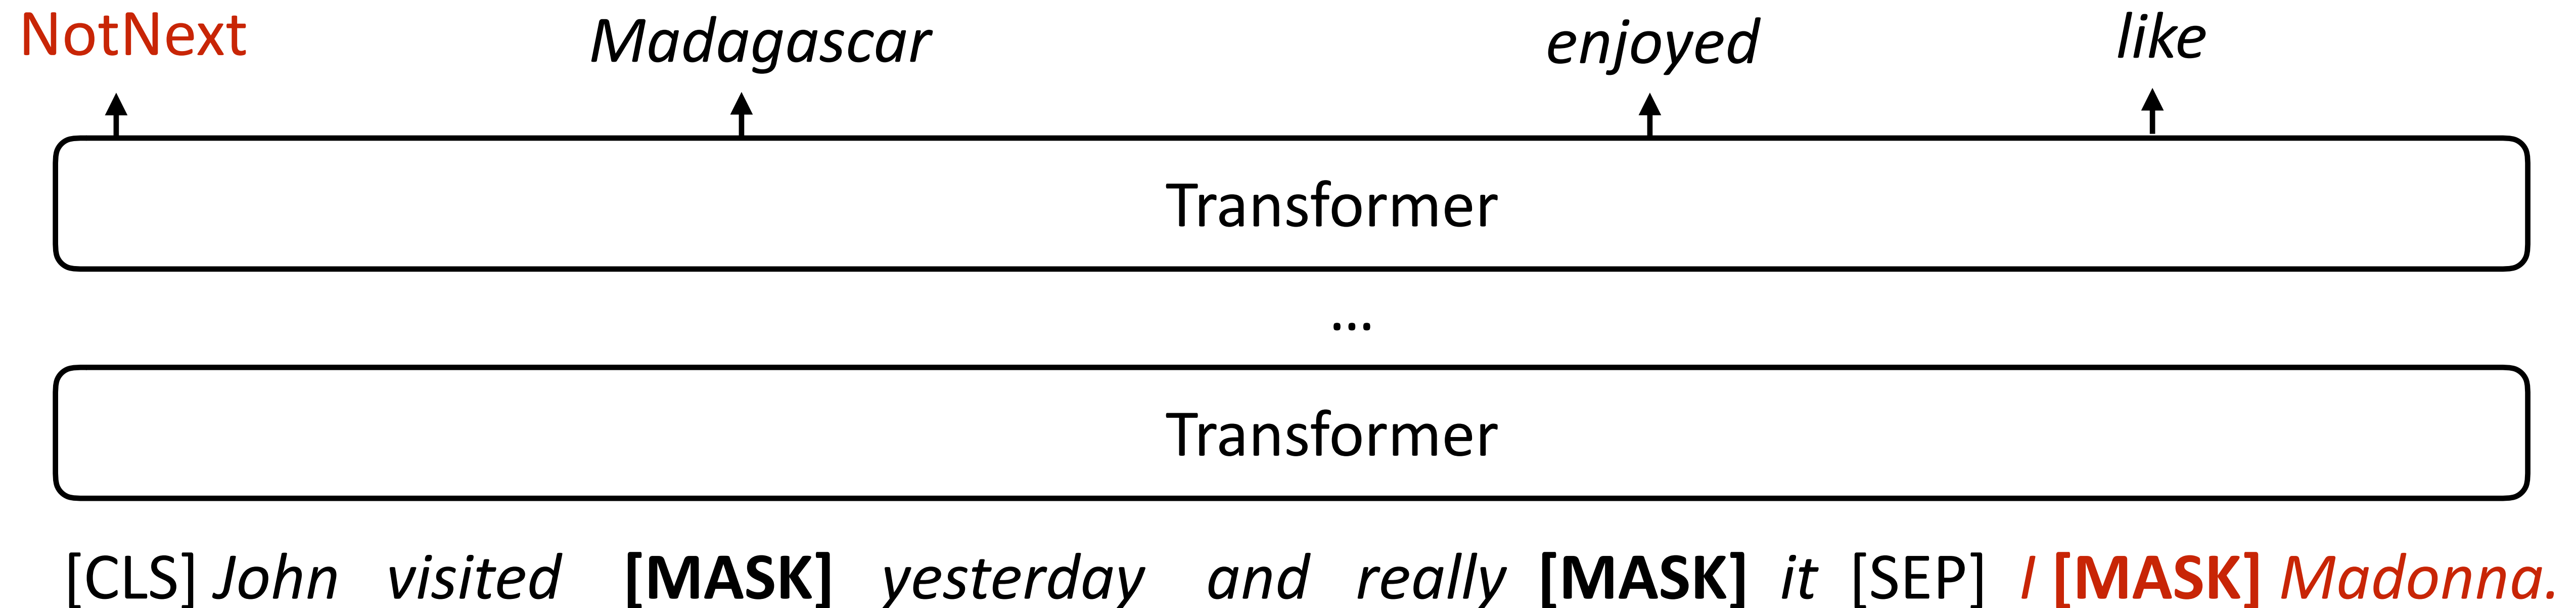 NotNext Madagascar enjoyed like
Transformer
...
Transformer
[CLS] John visited [MASK] yesterday and really [MASK] it [SEP] I [MASK] Madonna.